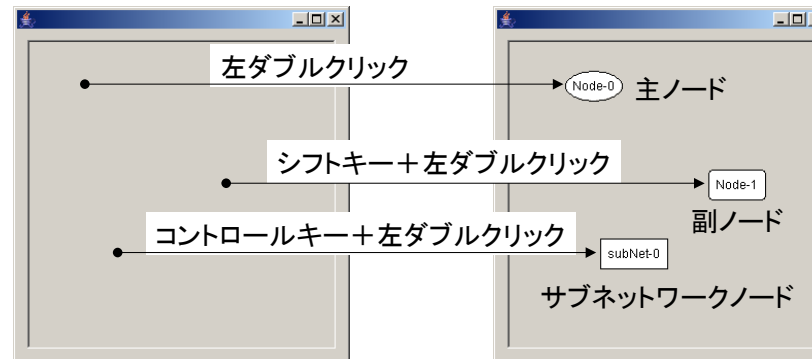 左ダブルクリック
Node-0
主ノード
シフトキー＋左ダブルクリック
Node-1
副ノード
コントロールキー＋左ダブルクリック
subNet-0
サブネットワークノード